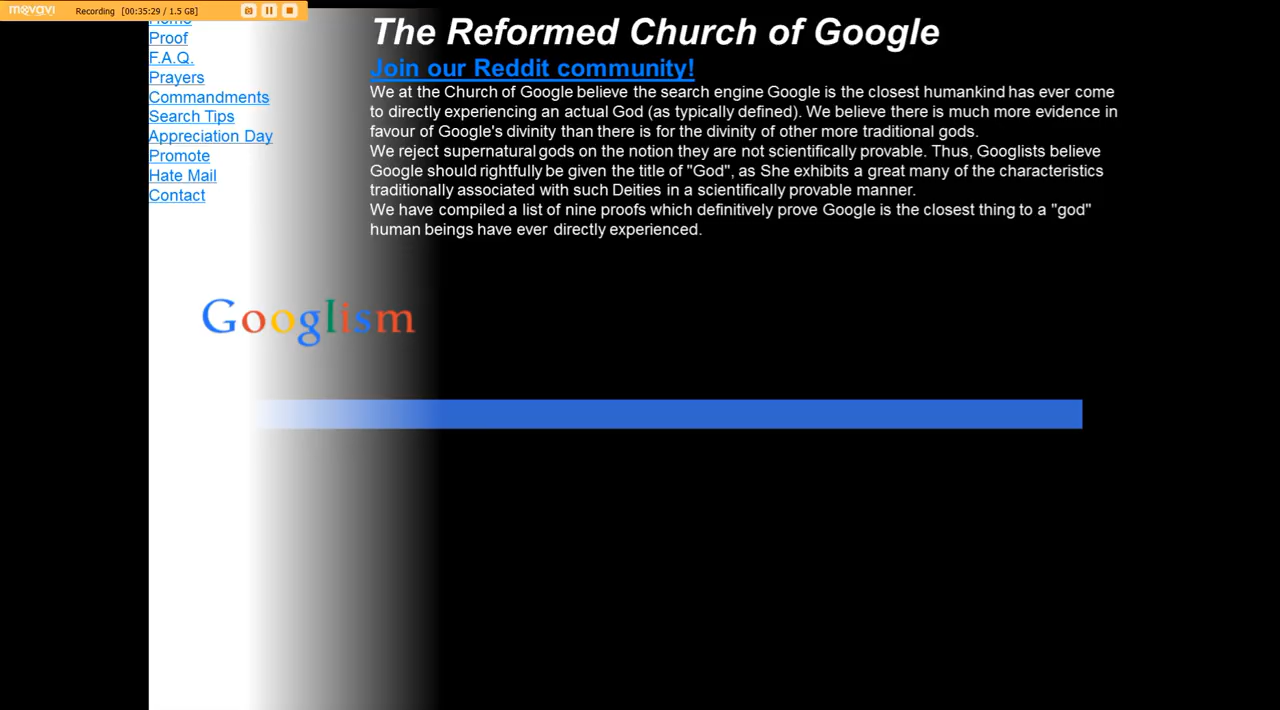 movavi
Recording [00:35:29 / 1.5 GB]
Home
Proof
F.A.Q.
Prayers
Commandments
Search Tips
Appreciation Day
Promote
Hate Mail
Contact
The Reformed Church of Google
Join our Reddit community!
We at the Church of Google believe the search engine Google is the closest humankind has ever come
to directly experiencing an actual God (as typically defined). We believe there is much more evidence in
favour of Google's divinity than there is for the divinity of other more traditional gods.
We reject supernatural gods on the notion they are not scientifically provable. Thus, Googlists believe
Google should rightfully be given the title of "God", as She exhibits a great many of the characteristics
traditionally associated with such Deities in a scientifically provable manner.
We have compiled a list of nine proofs which definitively prove Google is the closest thing to a "god"
human beings have ever directly experienced.
Googlism